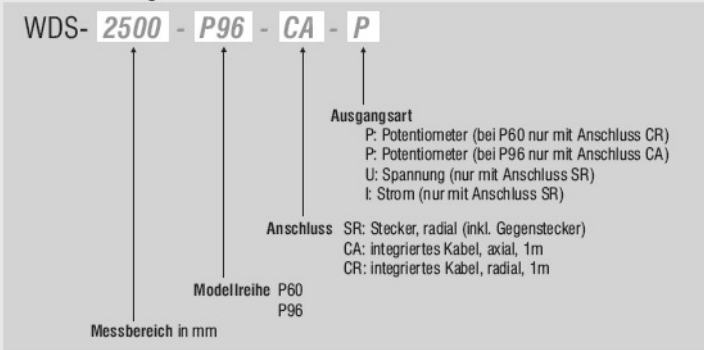 WDS- 2500 - P96 - CA - P
Ausgangsart
P: Potentiometer (bei P60 nur mit Anschluss CR)
P: Potentiometer (bei P96 nur mit Anschluss CA)
U: Spannung (nur mit Anschluss SR)
I: Strom (nur mit Anschluss SR)
Anschluss SR: Stecker, radial (inkl. Gegenstecker)
CA: integriertes Kabel, axial, 1m
CR: integriertes Kabel, radial, 1m
Modellreihe P60
P96
Messbereich in mm